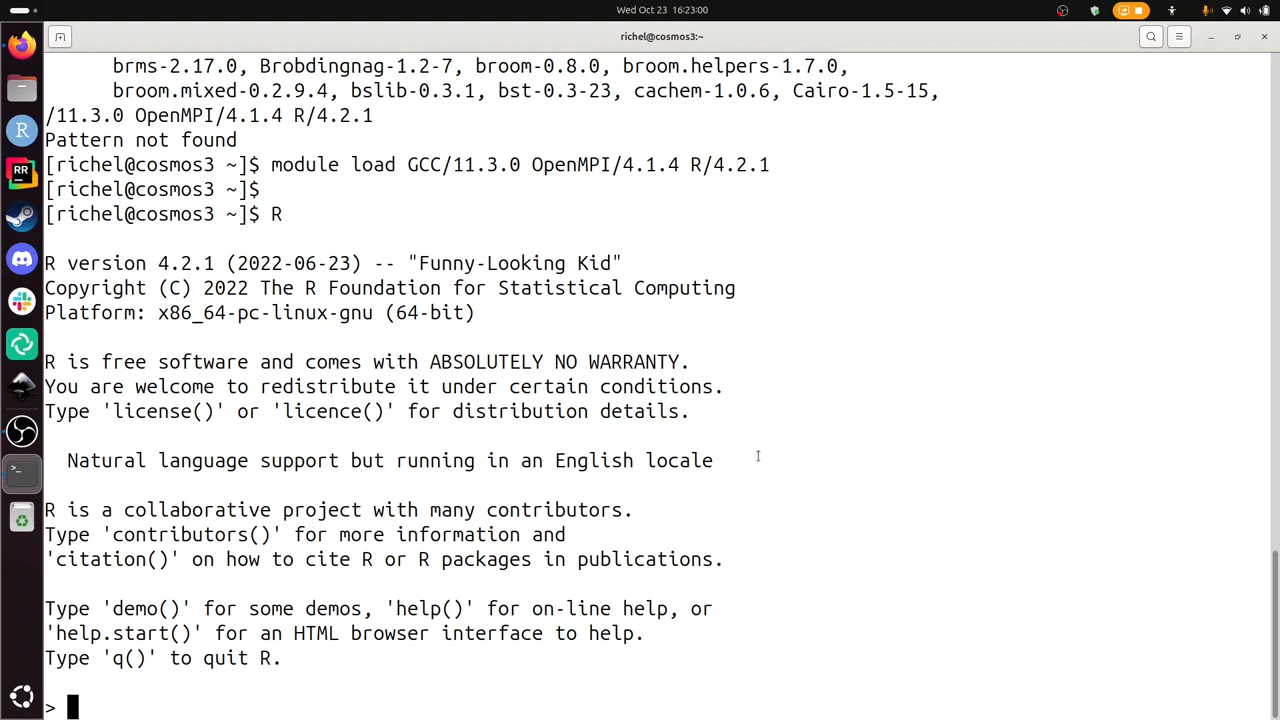 Wed Oct 23 16:23:00
richel@cosmos3:~
brms-2.17.0, Brobdingnag-1.2-7, broom-0.8.0, broom.helpers-1.7.0,
broom.mixed-0.2.9.4, bslib-0.3.1, bst-0.3-23, cachem-1.0.6, Cairo-1.5-15,
/11.3.0 OpenMPI/4.1.4 R/4.2.1
Pattern not found
[richel@cosmos3 ~]$ module load GCC/11.3.0 OpenMPI/4.1.4 R/4.2.1
[richel@cosmos3 ~]$
[richel@cosmos3 ~]$ R
R version 4.2.1 (2022-06-23) -- "Funny-Looking Kid"
Copyright (C) 2022 The R Foundation for Statistical Computing
Platform: x86_64-pc-linux-gnu (64-bit)
R is free software and comes with ABSOLUTELY NO WARRANTY.
You are welcome to redistribute it under certain conditions.
Type 'license()' or 'licence()' for distribution details.
Natural language support but running in an English locale
R is a collaborative project with many contributors.
Type 'contributors()' for more information and
'citation()' on how to cite R or R packages in publications.
Type 'demo()' for some demos, 'help()' for on-line help, or
'help.start()' for an HTML browser interface to help.
Type 'q()' to quit R.
>
R
RR